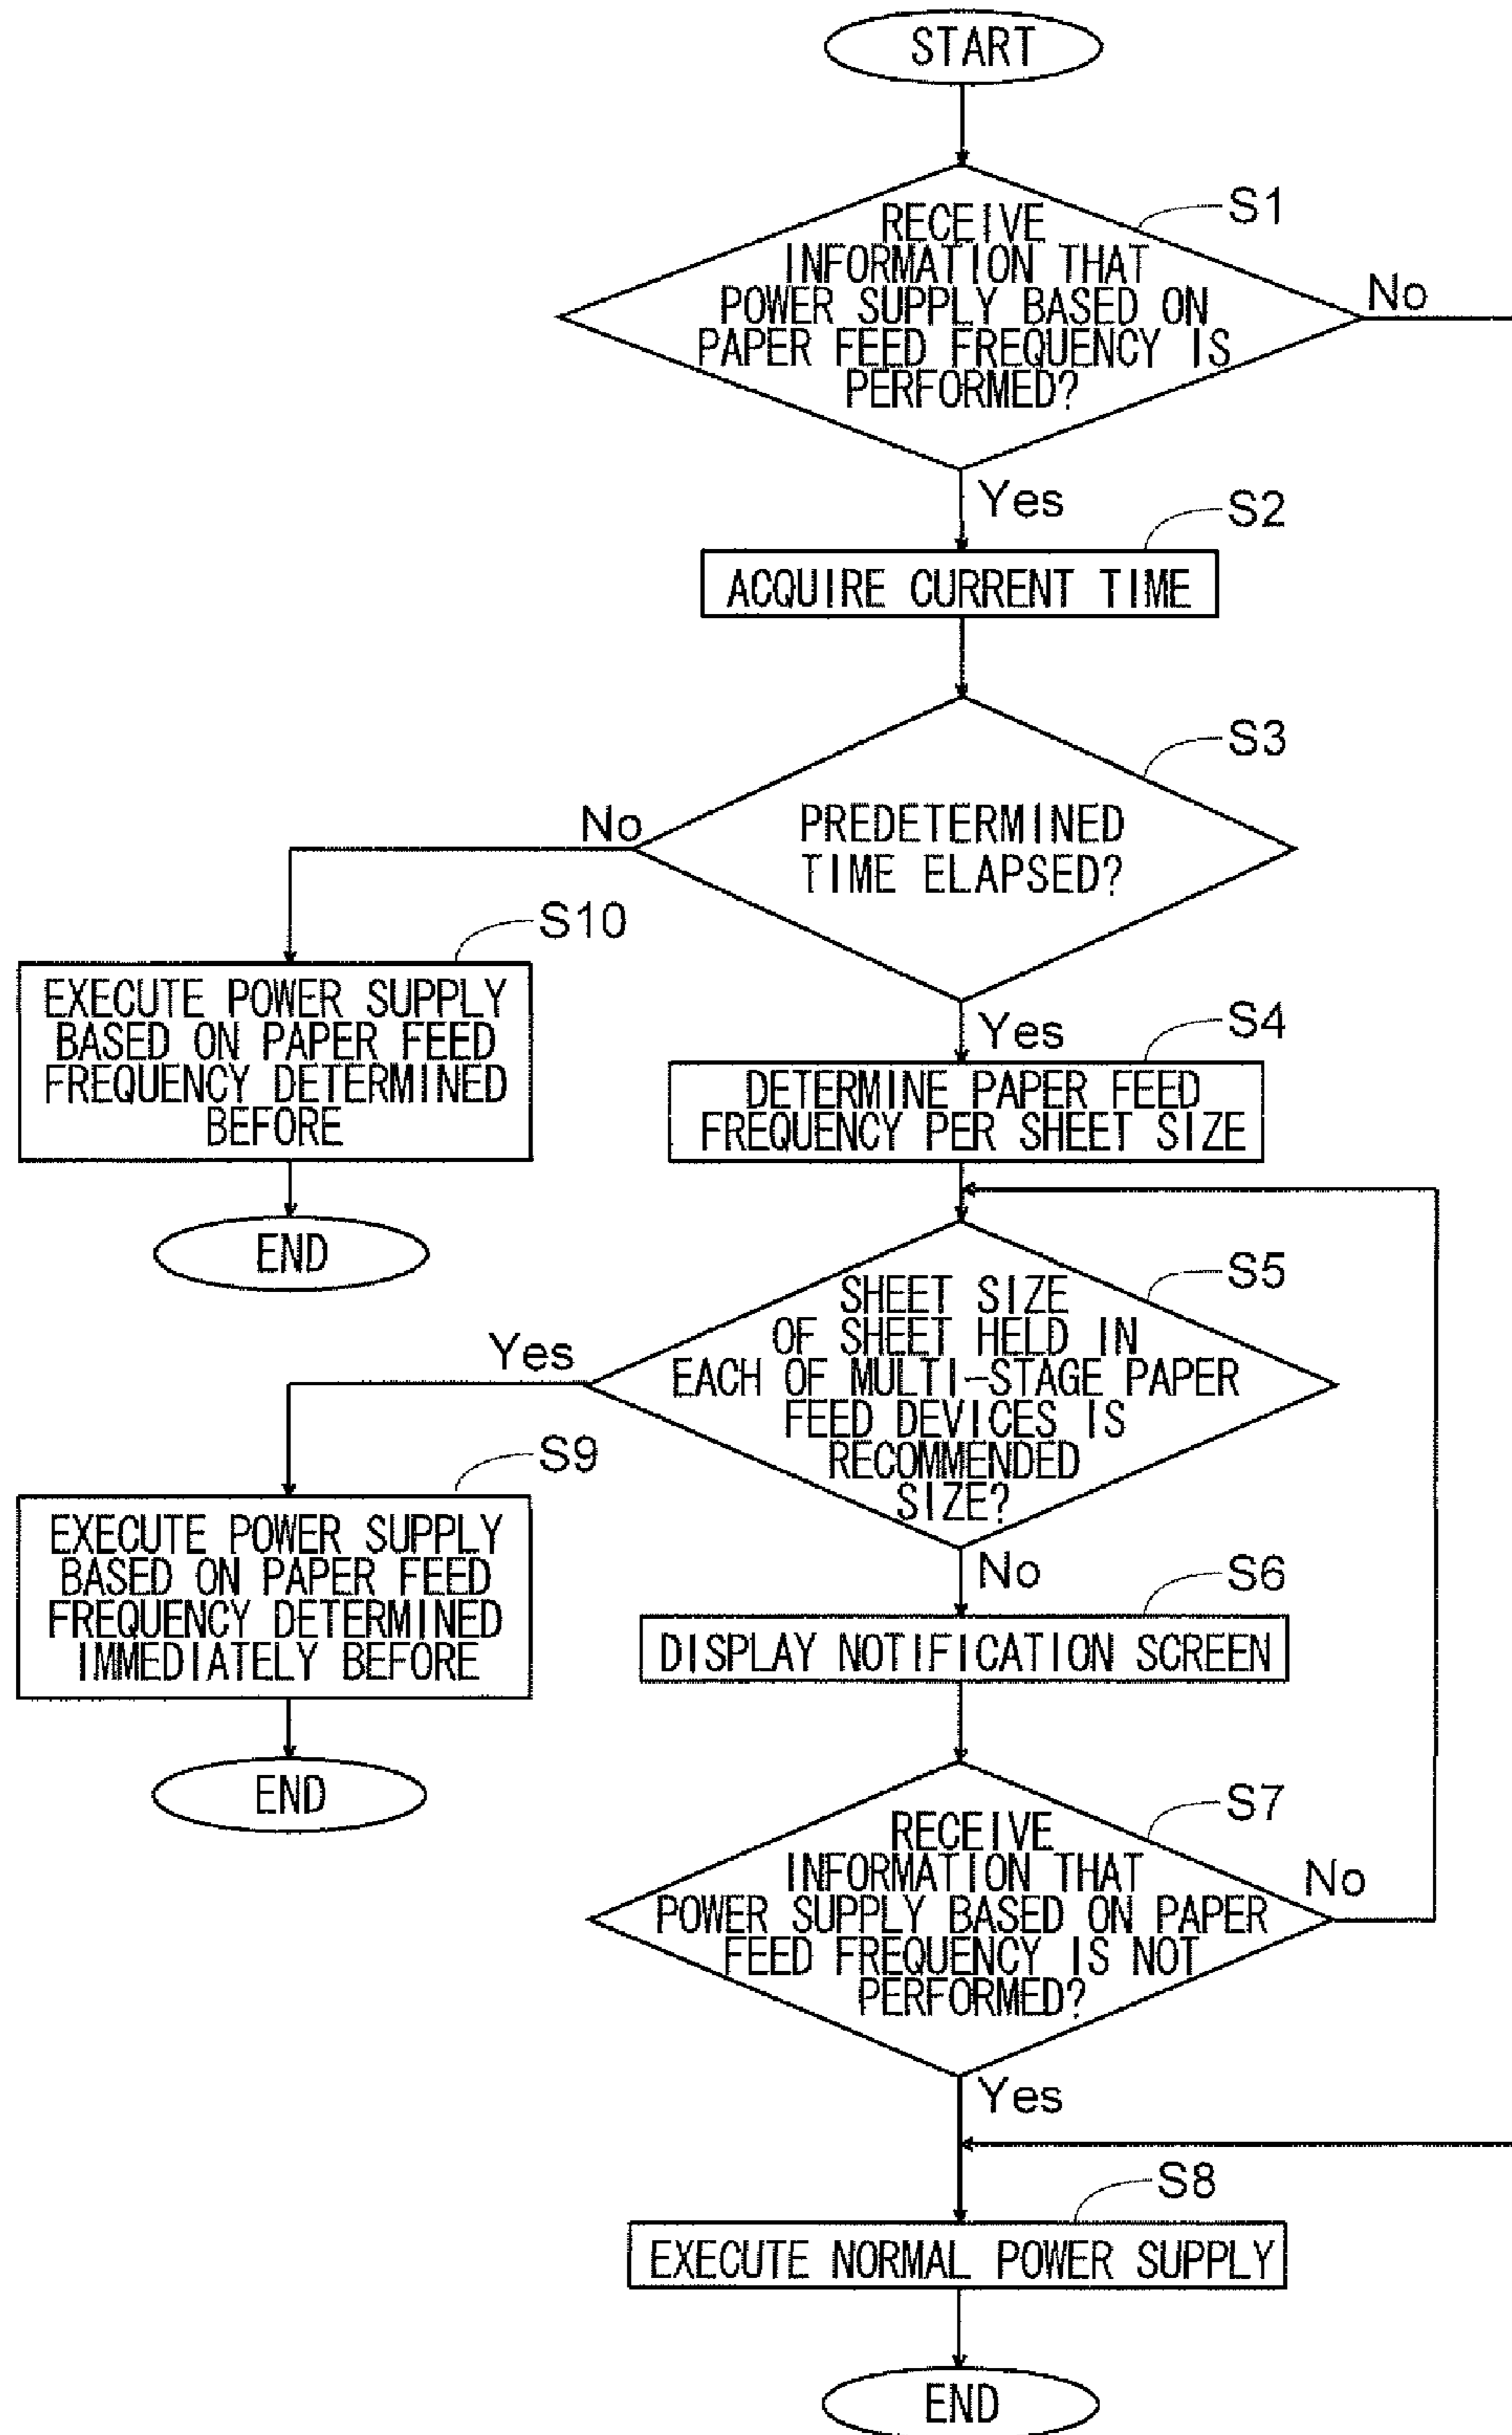 START
S1
RECEIVE
INFORMATION THAT
POWER SUPPLY BASED ON
PAPER FEED FREQUENCY IS
PERFORMED?
No
Yes
S2
ACQUIRE CURRENT TIME
S3
PREDETERMINED
TIME ELAPSED?
No
S10
EXECUTE POWER SUPPLY
BASED ON PAPER FEED
FREQUENCY DETERMINED
BEFORE
END
Yes
S4
DETERMINE PAPER FEED
FREQUENCY PER SHEET SIZE
S5
SHEET SIZE
OF SHEET HELD IN
EACH OF MULTI-STAGE PAPER
FEED DEVICES IS
RECOMMENDED
SIZE?
Yes
S9
EXECUTE POWER SUPPLY
BASED ON PAPER FEED
FREQUENCY DETERMINED
IMMEDIATELY BEFORE
END
No
S6
DISPLAY NOTIFICATION SCREEN
S7
RECEIVE
INFORMATION THAT
POWER SUPPLY BASED ON PAPER
FEED FREQUENCY IS NOT
PERFORMED?
No
Yes
S8
EXECUTE NORMAL POWER SUPPLY
END